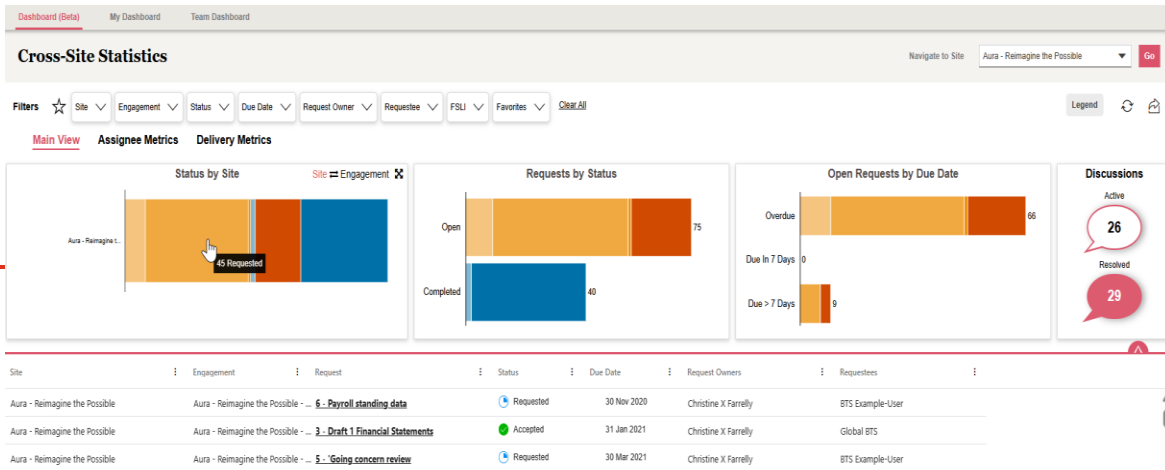 Dashboard (Beta) My Dashboard Team Dashboard
Cross-Site Statistics
Navigate to Site Aura - Reimagine the Possible Go
Filters Site Engagement Status Due Date Request Owner Requestee FSLI Favorites Clear All
Legend
Main View Assignee Metrics Delivery Metrics
Status by Site
Site Engagement
Aura - Reimagine t...
45 Requested
Requests by Status
Open 75
Completed 40
Open Requests by Due Date
Overdue 66
Due In 7 Days 0
Due > 7 Days 9
Discussions
Active
26
Resolved
29
Site Engagement Request Status Due Date Request Owners Requestees
Aura - Reimagine the Possible Aura - Reimagine the Possible - ... 6 - Payroll standing data Requested 30 Nov 2020 Christine X Farrelly BTS Example-User
Aura - Reimagine the Possible Aura - Reimagine the Possible - ... 3 - Draft 1 Financial Statements Accepted 31 Jan 2021 Christine X Farrelly Global BTS
Aura - Reimagine the Possible Aura - Reimagine the Possible - ... 5 - 'Going concern review Requested 30 Mar 2021 Christine X Farrelly BTS Example-User